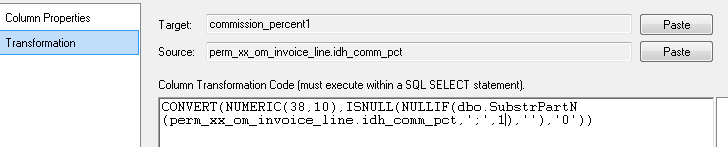 Column Properties
Transformation
Target: commission_percent1 Paste
Source: perm_xx_om_invoice_line.idh_comm_pct Paste
Column Transformation Code (must execute within a SQL SELECT statement).
CONVERT(NUMERIC(38,10),ISNULL(NULLIF(dbo.SubstrPartN
(perm_xx_om_invoice_line.idh_comm_pct,';',1),''),'0'))